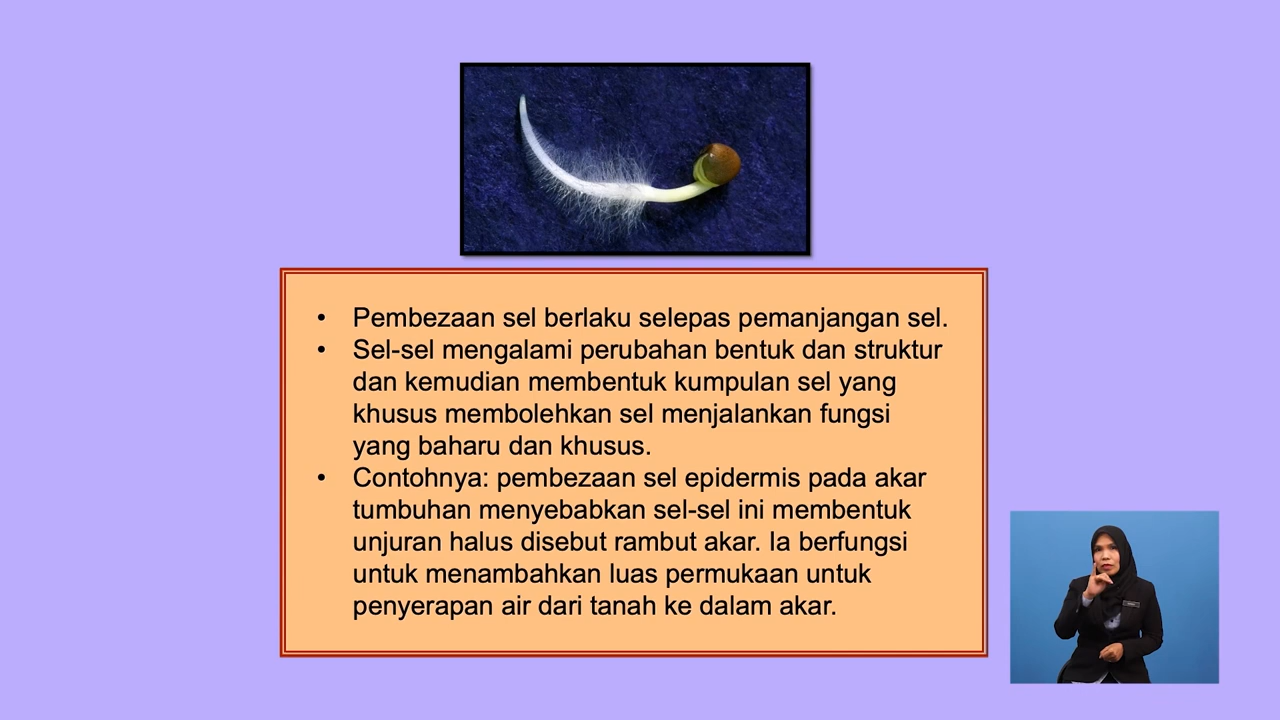 • Pembezaan sel berlaku selepas pemanjangan sel.
• Sel-sel mengalami perubahan bentuk dan struktur
dan kemudian membentuk kumpulan sel yang
khusus membolehkan sel menjalankan fungsi
yang baharu dan khusus.
• Contohnya: pembezaan sel epidermis pada akar
tumbuhan menyebabkan sel-sel ini membentuk
unjuran halus disebut rambut akar. Ia berfungsi
untuk menambahkan luas permukaan untuk
penyerapan air dari tanah ke dalam akar.